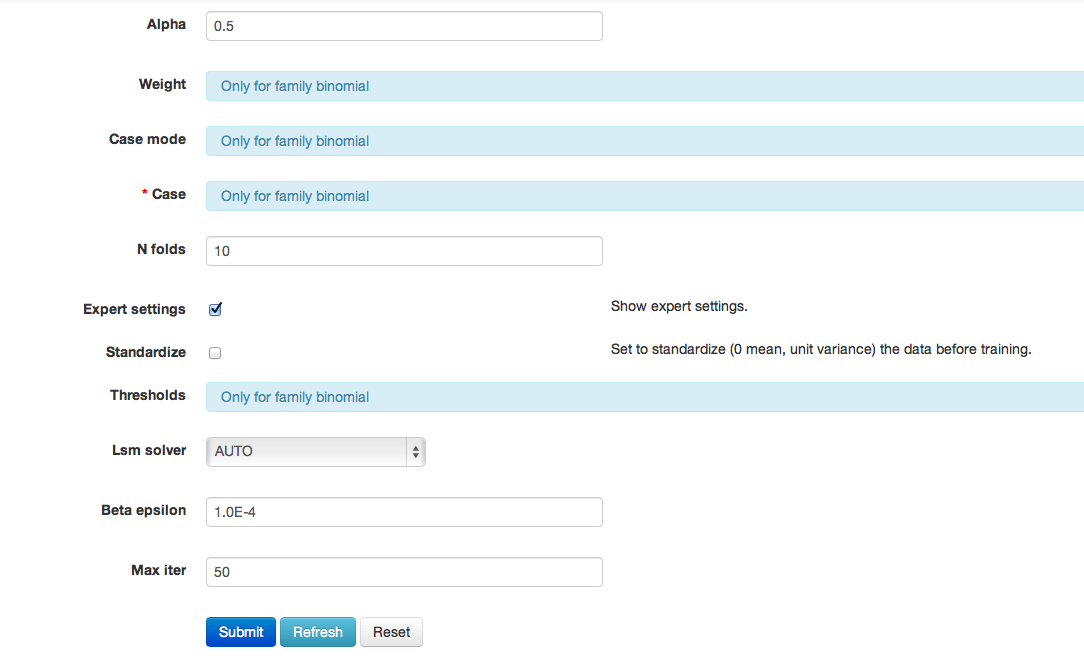 Alpha 0.5
Weight Only for family binomial
Case mode Only for family binomial
* Case Only for family binomial
N folds 10
Expert settings Show expert settings.
Standardize Set to standardize (0 mean, unit variance) the data before training.
Thresholds Only for family binomial
Lsm solver AUTO
Beta epsilon 1.0E-4
Max iter 50
Submit Refresh Reset